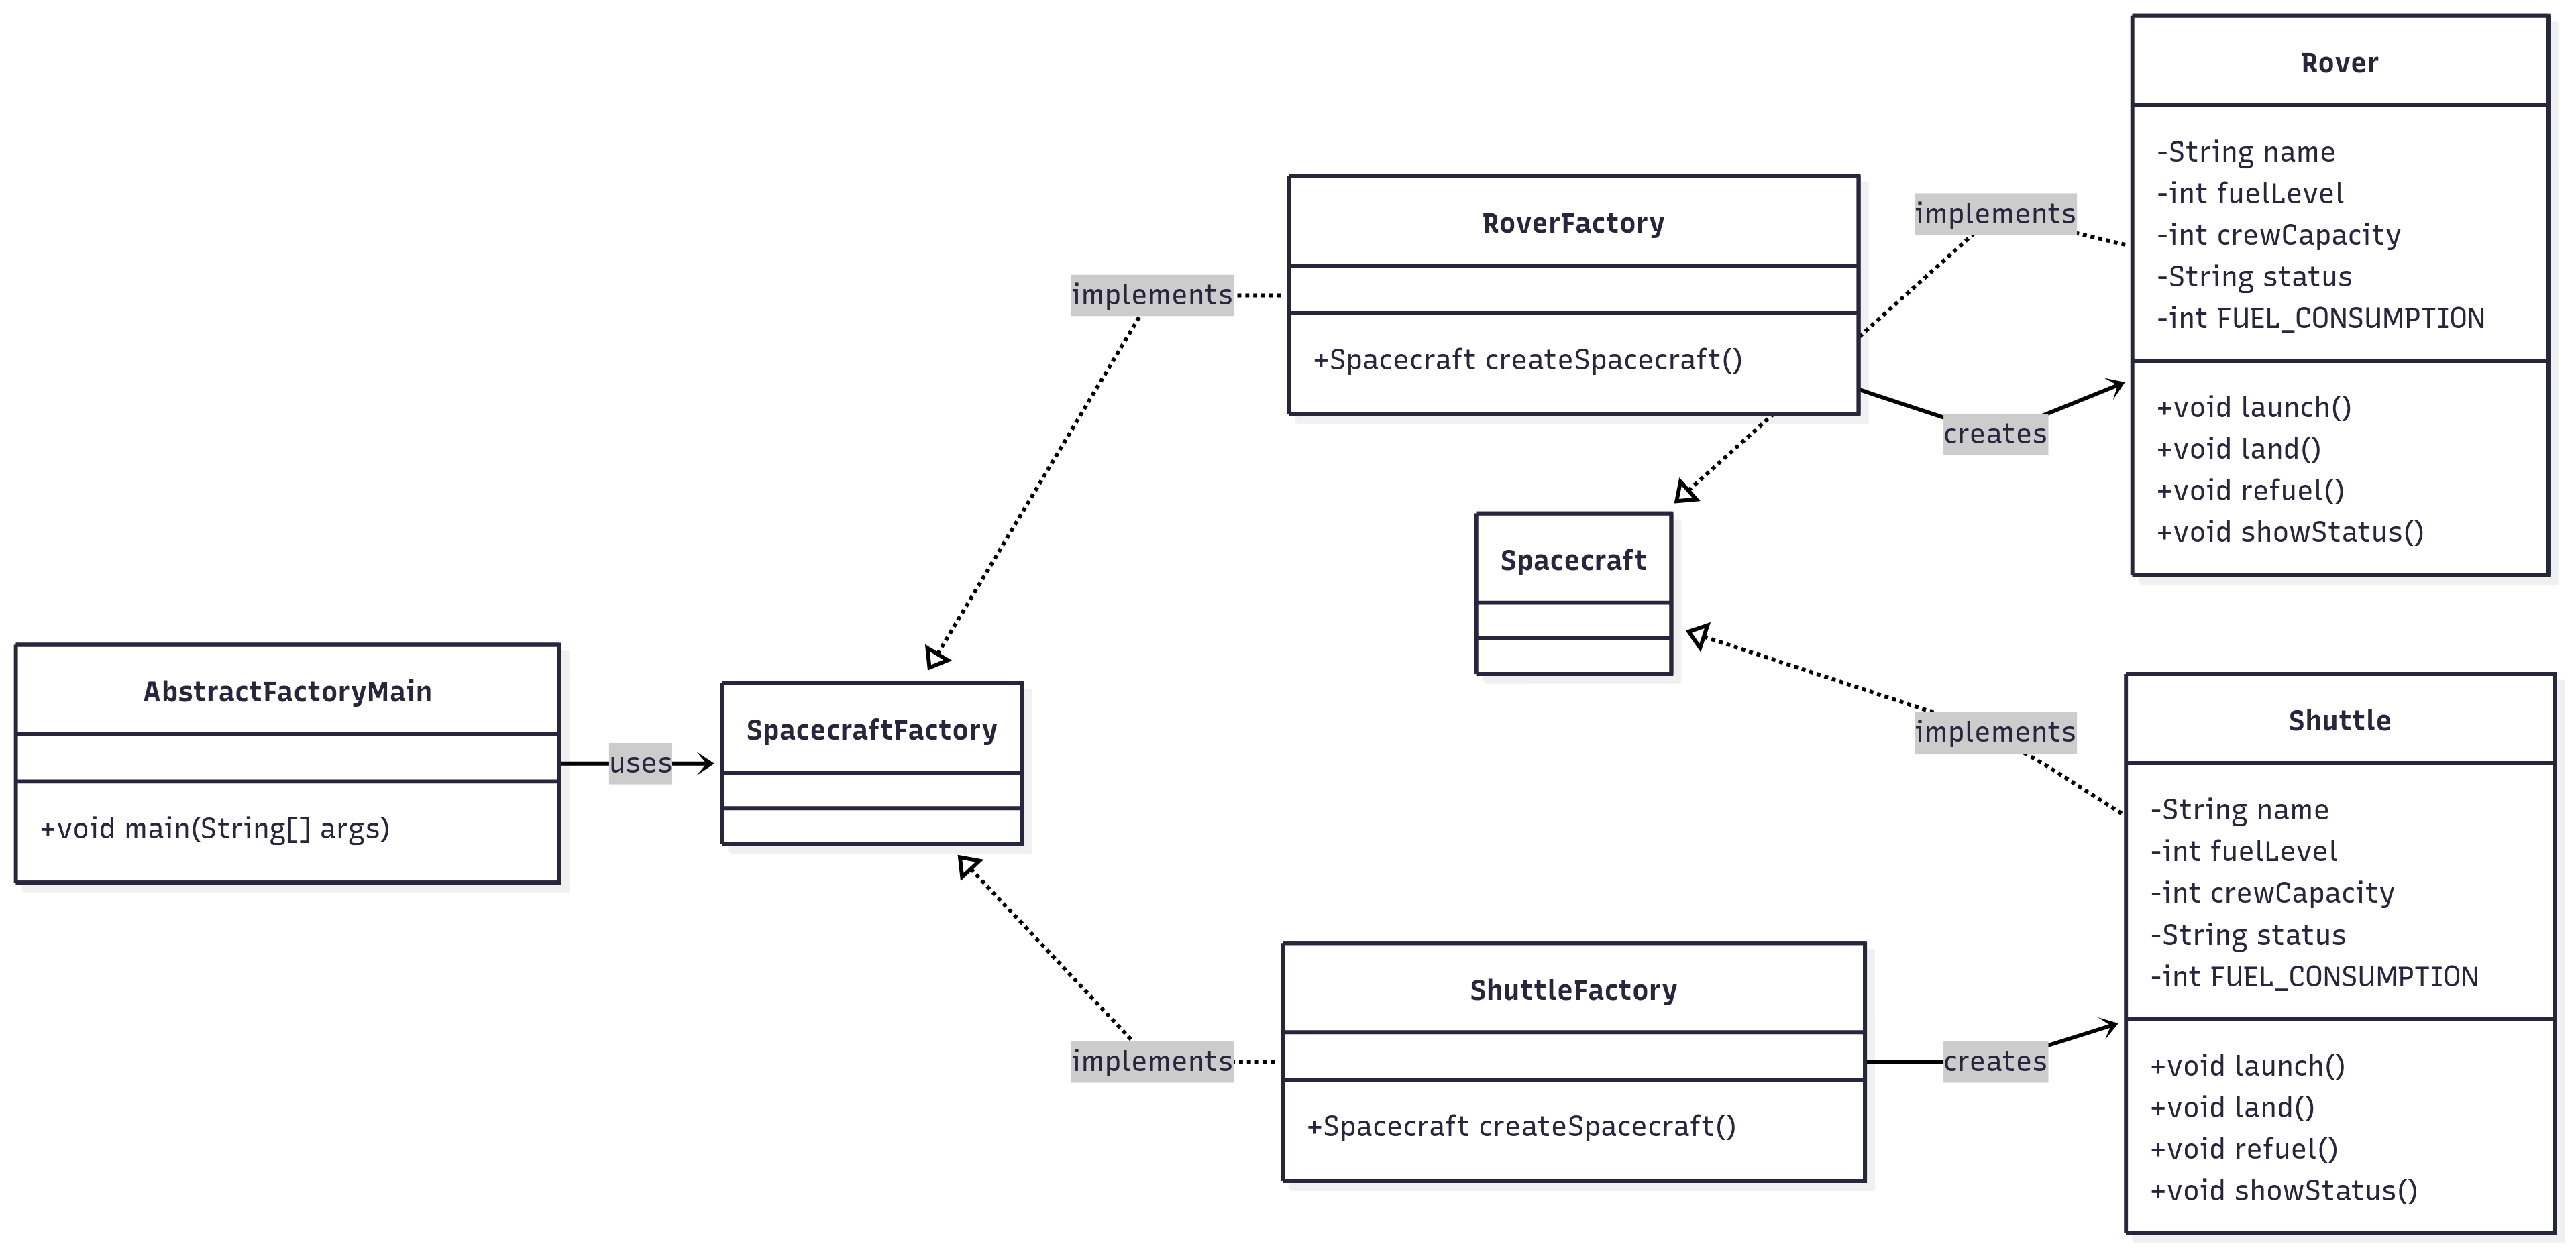 AbstractFactoryMain
+void main(String[] args)
uses
SpacecraftFactory
implements
implements
RoverFactory
+Spacecraft createSpacecraft()
Spacecraft
ShuttleFactory
+Spacecraft createSpacecraft()
implements
creates
implements
creates
Rover
-String name
-int fuelLevel
-int crewCapacity
-String status
-int FUEL_CONSUMPTION
+void launch()
+void land()
+void refuel()
+void showStatus()
Shuttle
-String name
-int fuelLevel
-int crewCapacity
-String status
-int FUEL_CONSUMPTION
+void launch()
+void land()
+void refuel()
+void showStatus()